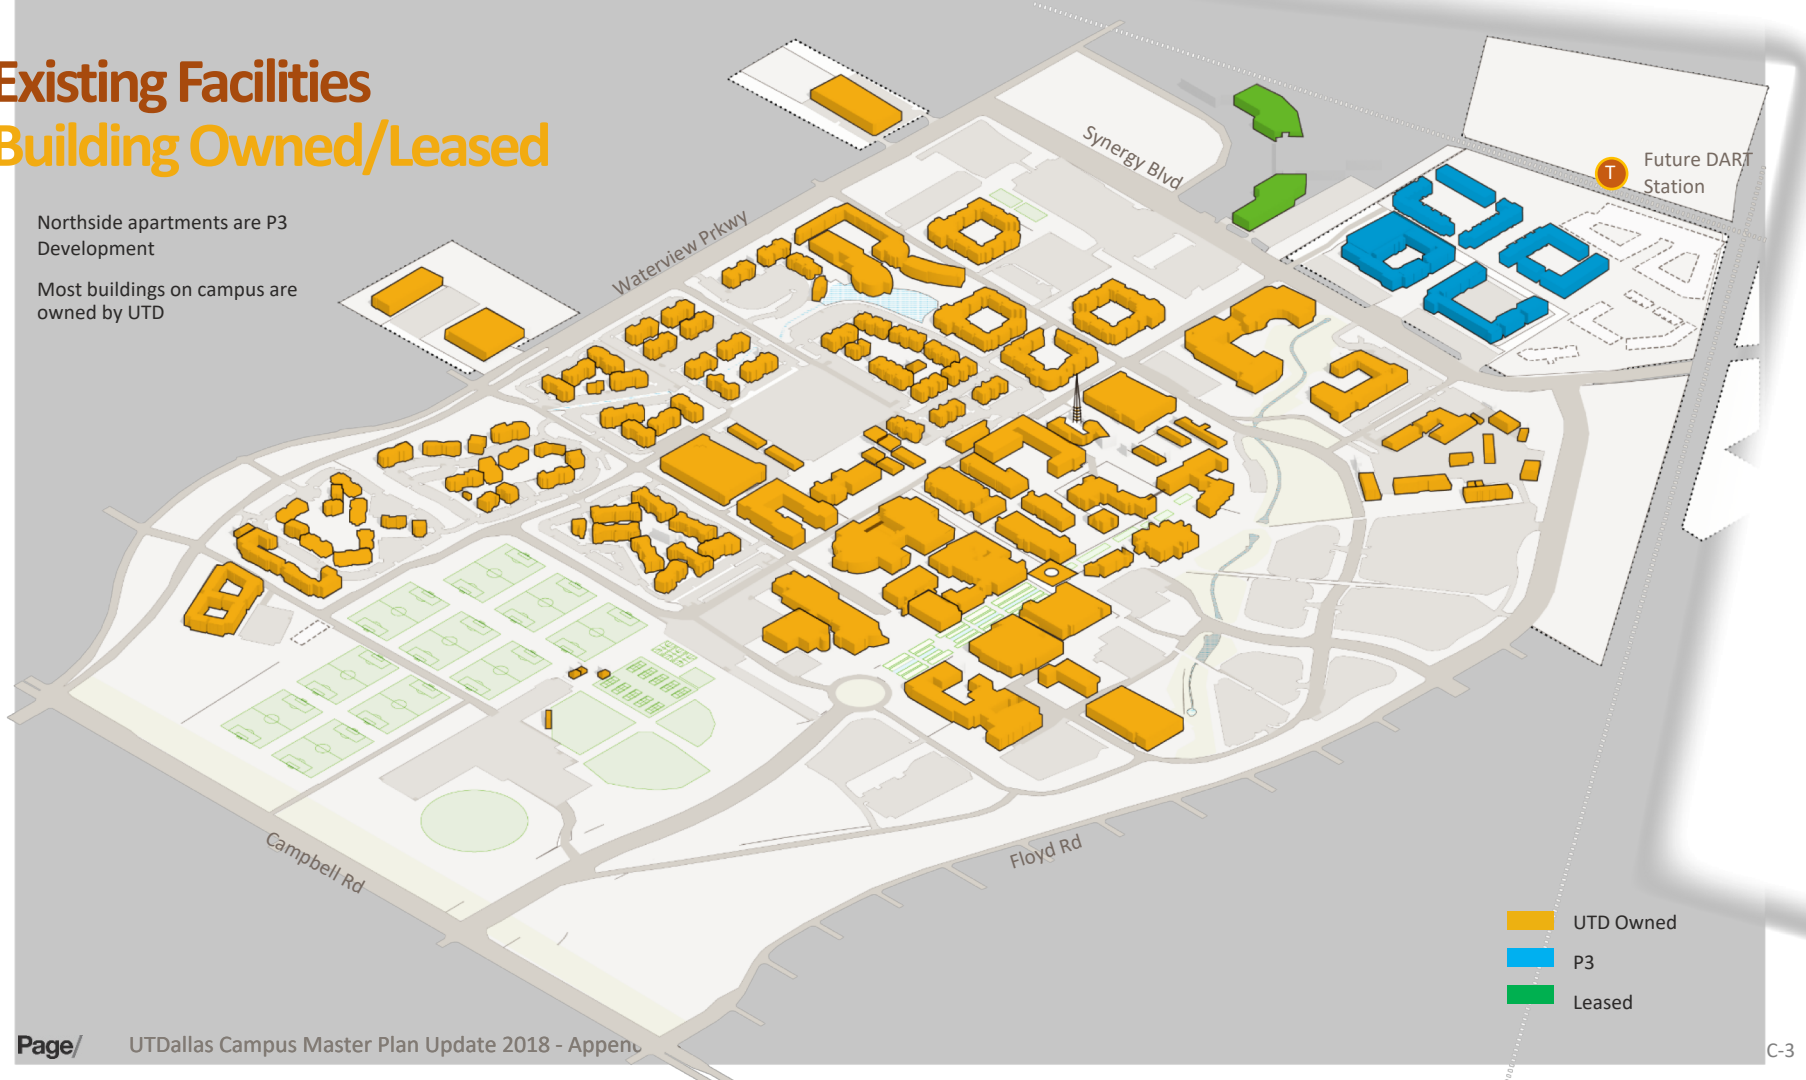 Existing Facilities
Building Owned/Leased
Northside apartments are P3
Development
Most buildings on campus are
owned by UTD
Waterview Prkwy
Synergy Blvd
T
Future DART
Station
Campbell Rd
Floyd Rd
UTD Owned
P3
Leased
Page/
UTDallas Campus Master Plan Update 2018 - Appen
C-3